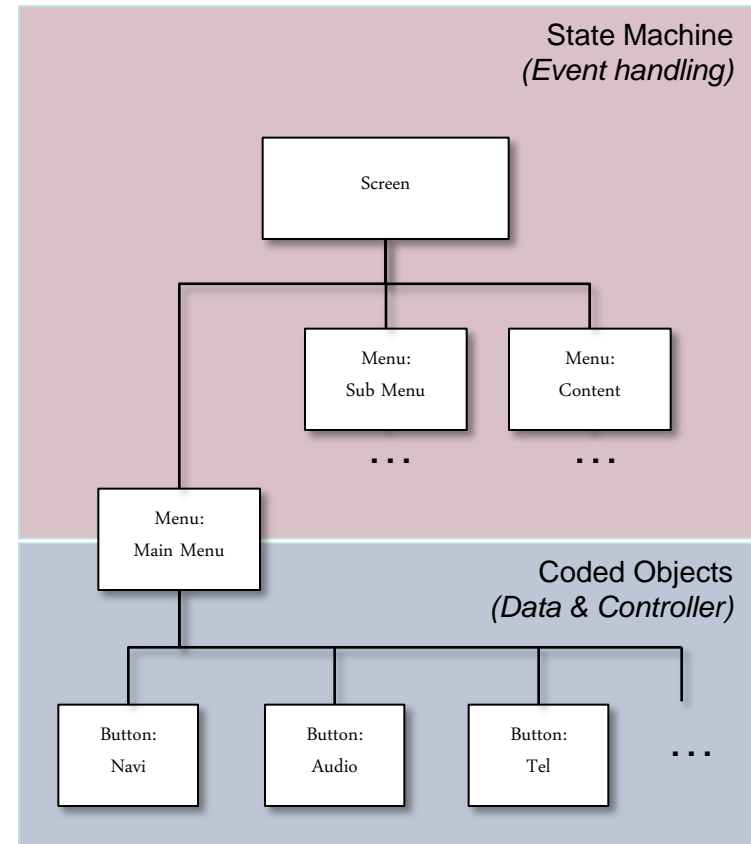 State Machine
(Event handling)
Screen
Menu:
Sub Menu
Menu:
Content
...
...
Menu:
Main Menu
Coded Objects
(Data & Controller)
Button:
Navi
Button:
Audio
Button:
Tel
...